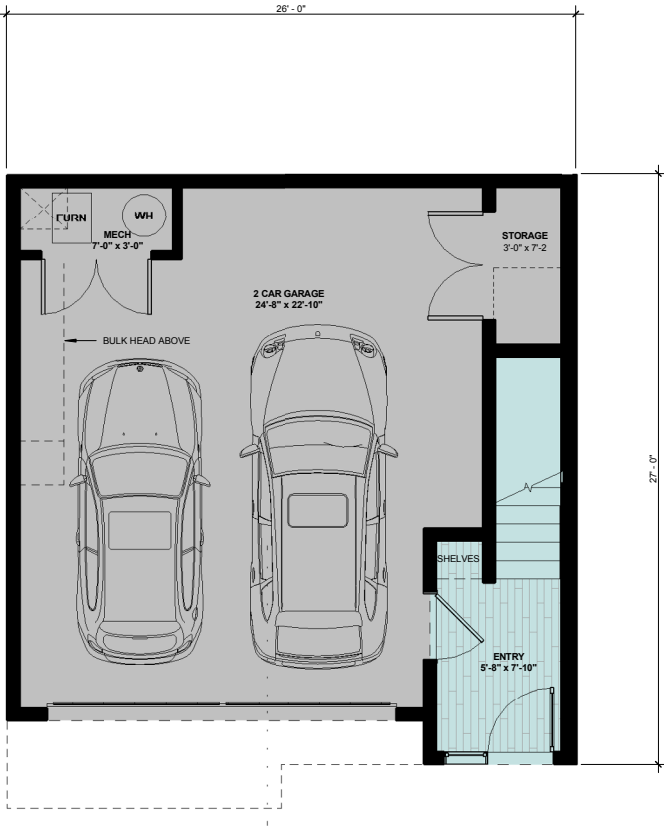 26' - 0"
FURN
WH
MECH
7'-0" x 3'-0"
STORAGE
3'-0" x 7'-2
2 CAR GARAGE
24'-8" x 22'-10"
BULK HEAD ABOVE
27' - 0"
SHELVES
ENTRY
5'-8" x 7'-10"